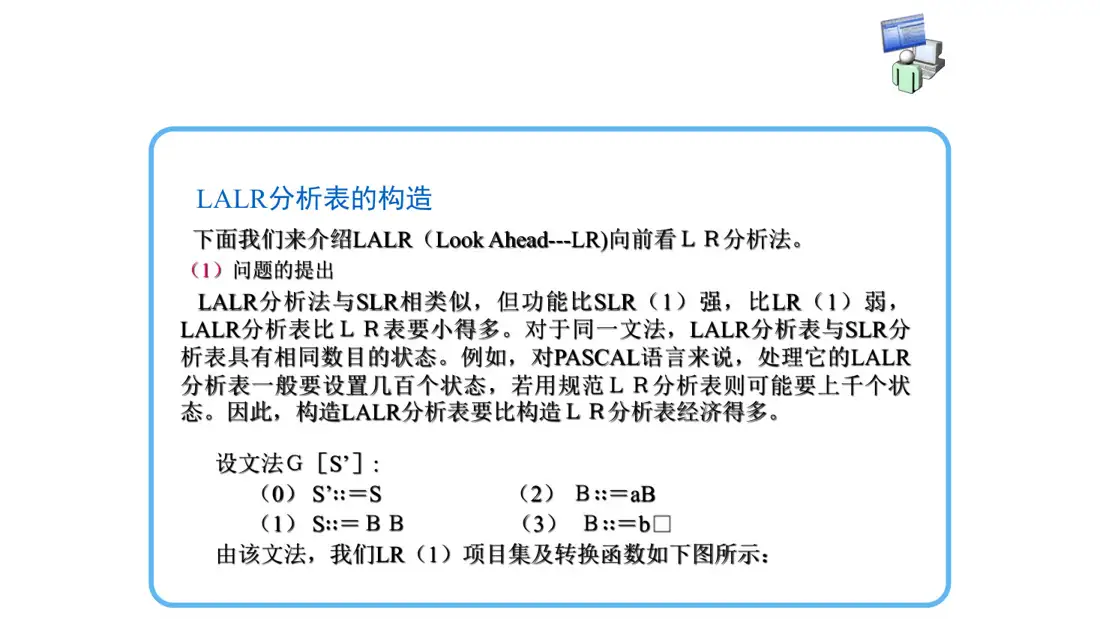 LALR分析表的构造
下面我们来介绍LALR（Look Ahead---LR)向前看ＬＲ分析法。
（1）问题的提出
LALR分析法与SLR相类似，但功能比SLR（1）强，比LR（1）弱，
LALR分析表比ＬＲ表要小得多。对于同一文法，LALR分析表与SLR分
析表具有相同数目的状态。例如，对PASCAL语言来说，处理它的LALR
分析表一般要设置几百个状态，若用规范ＬＲ分析表则可能要上千个状
态。因此，构造LALR分析表要比构造ＬＲ分析表经济得多。
设文法Ｇ［S’］:
（0） S’::＝S （2） Ｂ::＝aB
（1） S::＝ＢＢ （3） Ｂ::＝b□
由该文法，我们LR（1）项目集及转换函数如下图所示：